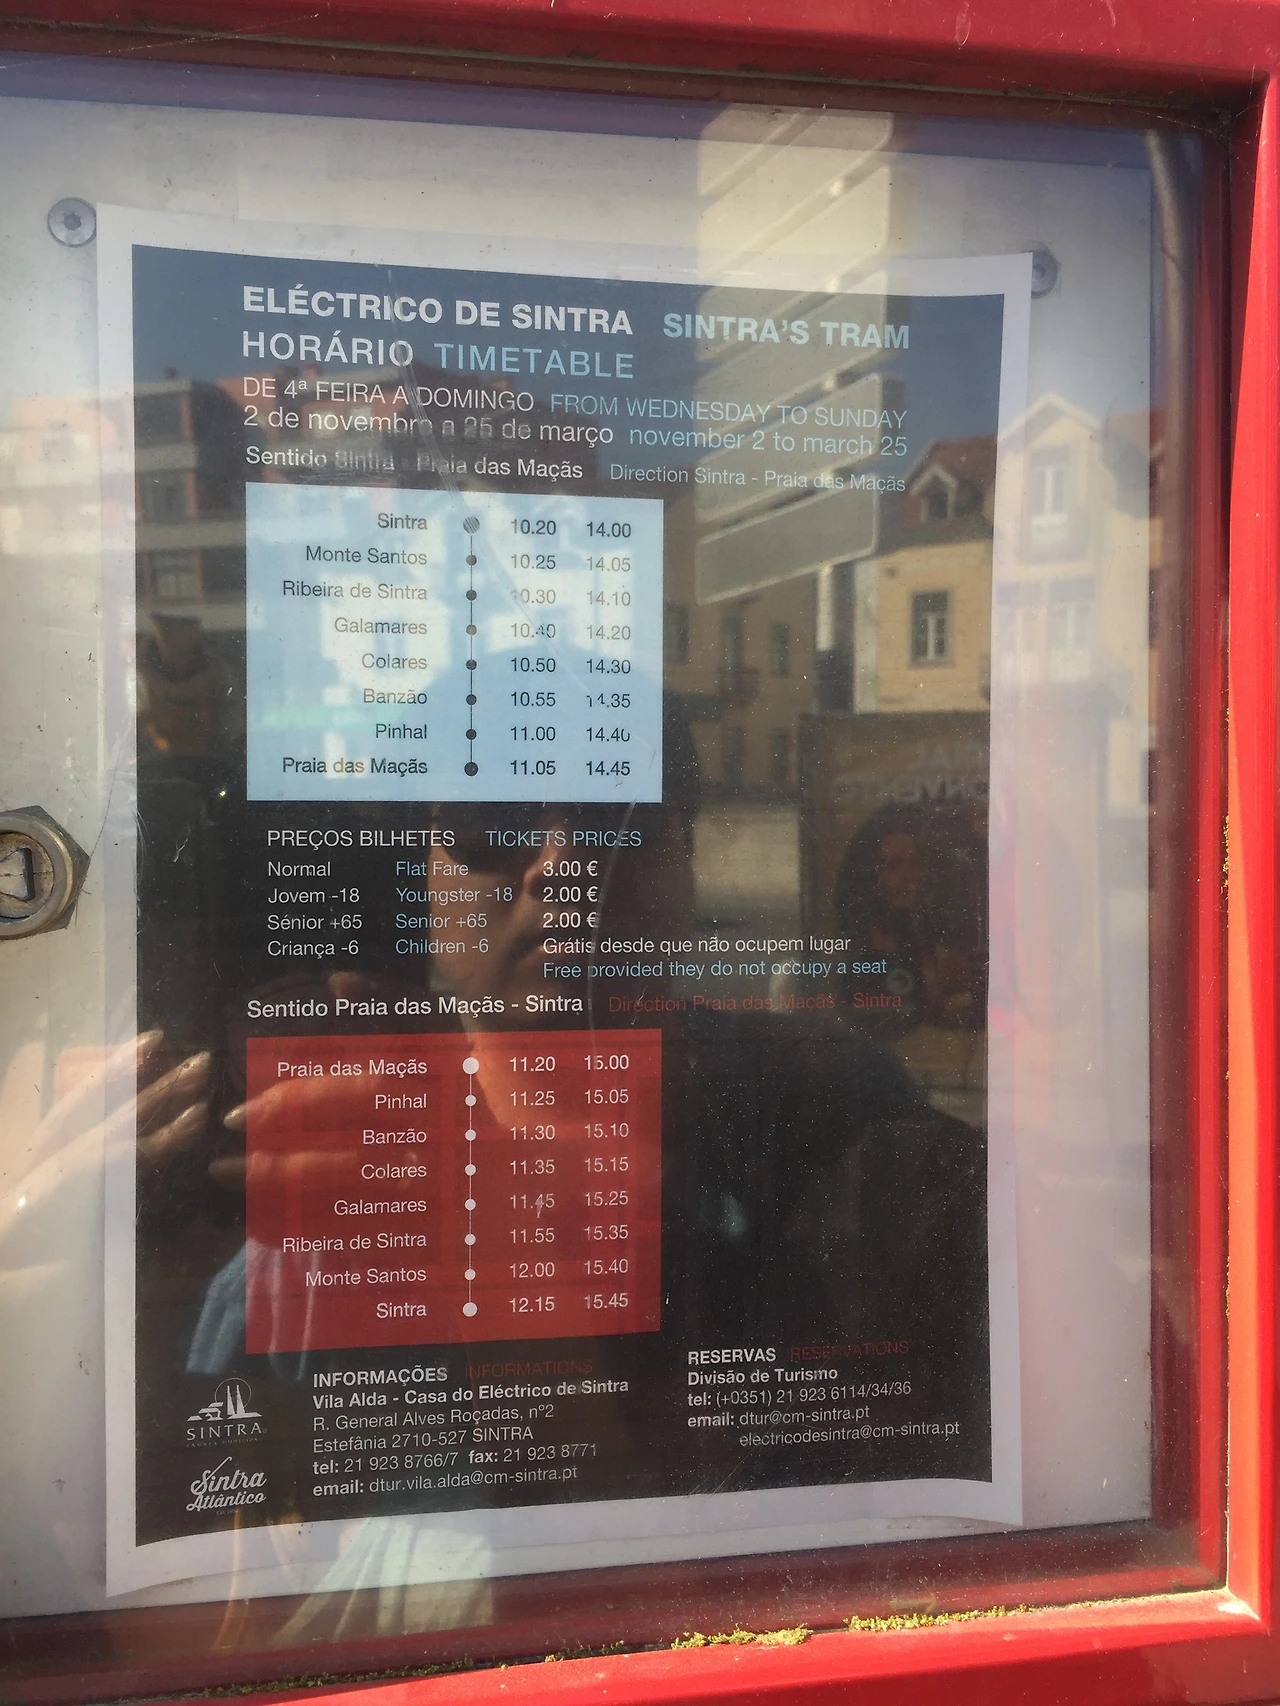 ELÉCTRICO DE SINTRA SINTRA'S TRAM
HORÁRIO TIMETABLE
DE 4ª FEIRA A DOMINGO FROM WEDNESDAY TO SUNDAY
2 de novembro a 25 de março november 2 to march 25
Sentido Sintra - Praia das Maçãs Direction Sintra - Praia das Maçãs
Sintra 10.20 14.00
Monte Santos 10.25 14.05
Ribeira de Sintra 10.30 14.10
Galamares 10.40 14.20
Colares 10.50 14.30
Banzão 10.55 14.35
Pinhal 11.00 14.40
Praia das Maçãs 11.05 14.45
PREÇOS BILHETES TICKETS PRICES
Normal Flat Fare 3.00 €
Jovem -18 Youngster -18 2.00 €
Sénior +65 Senior +65 2.00 €
Criança -6 Children -6 Grátis desde que não ocupem lugar
Free provided they do not occupy a seat
Sentido Praia das Maçãs - Sintra Direction Praia das Maçãs - Sintra
Praia das Maçãs 11.20 15.00
Pinhal 11.25 15.05
Banzão 11.30 15.10
Colares 11.35 15.15
Galamares 11.45 15.25
Ribeira de Sintra 11.55 15.35
Monte Santos 12.00 15.40
Sintra 12.15 15.45
INFORMAÇÕES INFORMATIONS
Vila Alda - Casa do Eléctrico de Sintra
R. General Alves Roçadas, nº2
Estefânia 2710-527 SINTRA
tel: 21 923 8766/7 fax: 21 923 8771
email: dtur.vila.alda@cm-sintra.pt
RESERVAS RESERVATIONS
Divisão de Turismo
tel: (+0351) 21 923 6114/34/36
email: dtur@cm-sintra.pt
electricodesintra@cm-sintra.pt
SINTRA
CÂMARA MUNICIPAL
Sintra
Atlântico